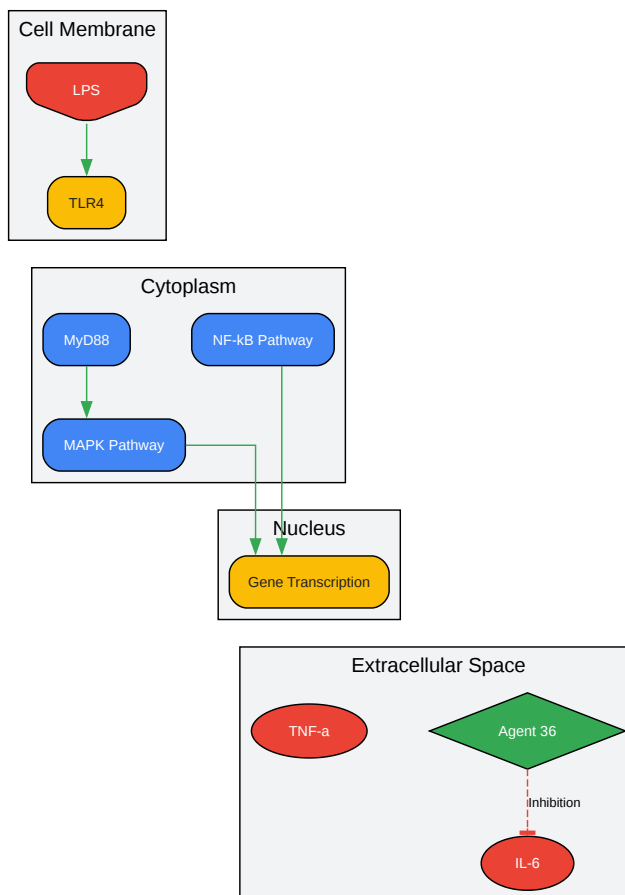 Cell Membrane
LPS
TLR4
Cytoplasm
MyD88
NF-kB Pathway
MAPK Pathway
Nucleus
Gene Transcription
Extracellular Space
TNF-a
Agent 36
Inhibition
IL-6